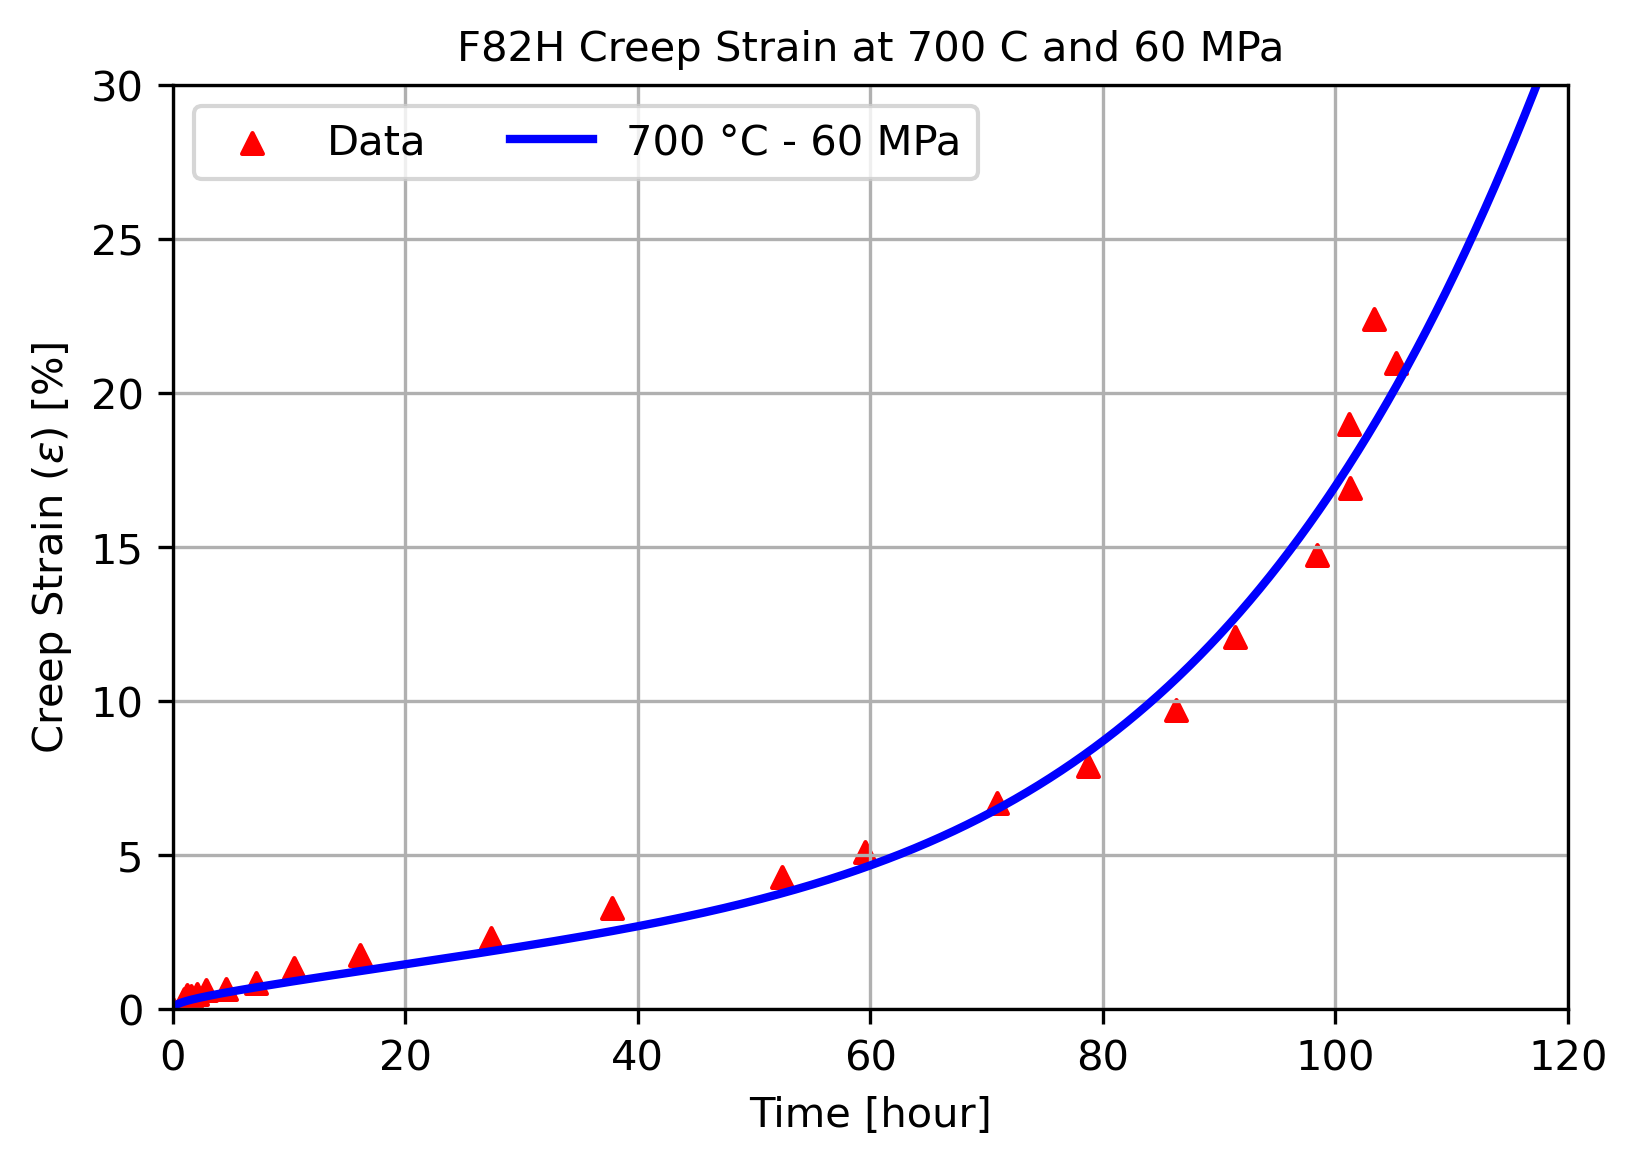 F82H Creep Strain at 700 C and 60 MPa
Data
700 °C - 60 MPa
Creep Strain (ε) [%]
30
25
20
15
10
5
0
0 20 40 60 80 100 120
Time [hour]